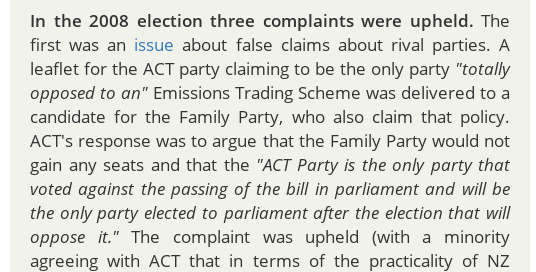 In the 2008 election three complaints were upheld. The
first was an issue about false claims about rival parties. A
leaflet for the ACT party claiming to be the only party "totally
opposed to an" Emissions Trading Scheme was delivered to a
candidate for the Family Party, who also claim that policy.
ACT's response was to argue that the Family Party would not
gain any seats and that the "ACT Party is the only party that
voted against the passing of the bill in parliament and will be
the only party elected to parliament after the election that will
oppose it." The complaint was upheld (with a minority
agreeing with ACT that in terms of the practicality of NZ